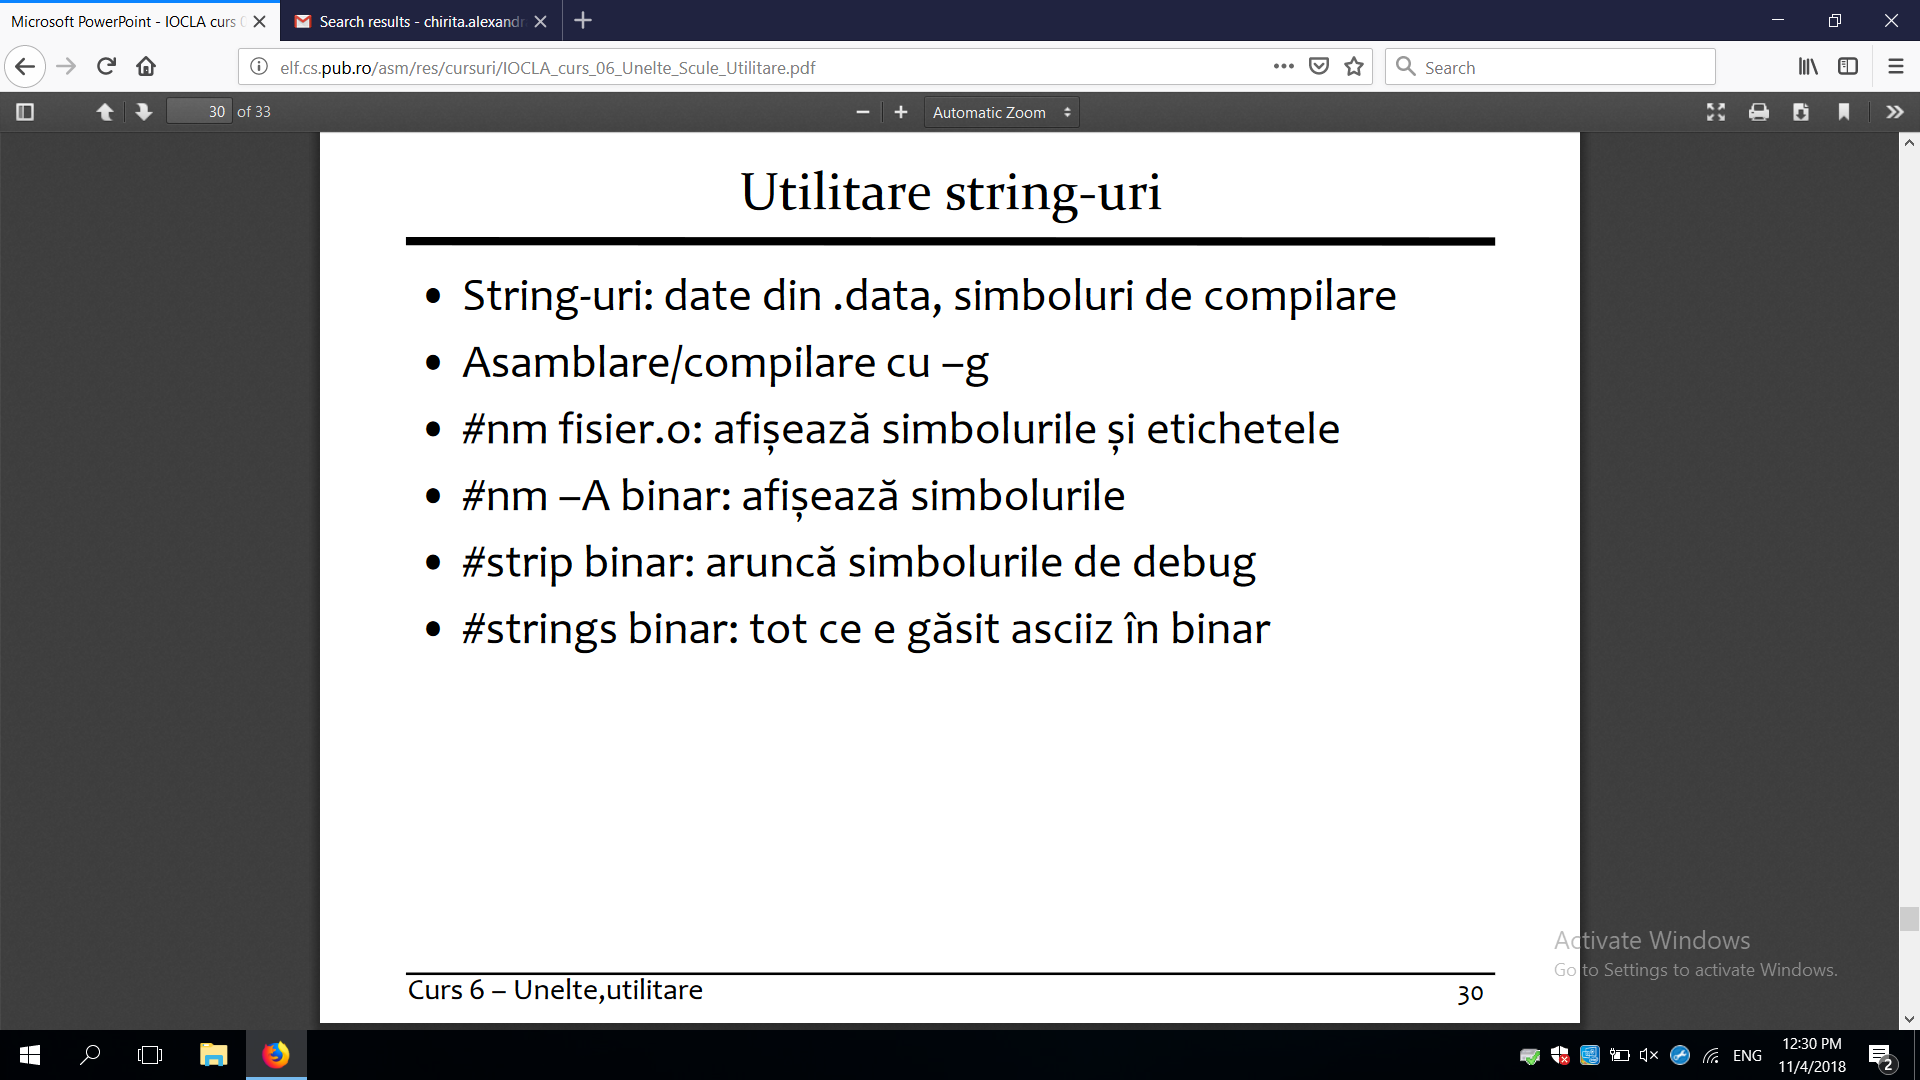 Microsoft PowerPoint - IOCLA curs
Search results - chirita.alexandr
elf.cs.pub.ro/asm/res/cursuri/IOCLA_curs_06_Unelte_Scule_Utilitare.pdf
Search
30 of 33
Automatic Zoom
Utilitare string-uri
• String-uri: date din .data, simboluri de compilare
• Asamblare/compilare cu –g
• #nm fisier.o: afișează simbolurile și etichetele
• #nm –A binar: afișează simbolurile
• #strip binar: aruncă simbolurile de debug
• #strings binar: tot ce e găsit asciiz în binar
Activate Windows
Go to Settings to activate Windows.
Curs 6 – Unelte,utilitare
30
ENG
12:30 PM
11/4/2018
2